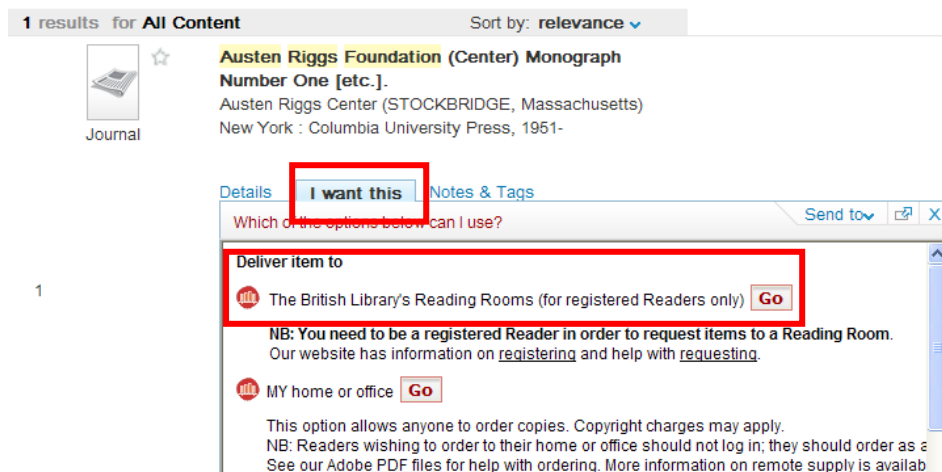 1 results for All Content Sort by: relevance
Austen Riggs Foundation (Center) Monograph
Number One [etc.].
Austen Riggs Center (STOCKBRIDGE, Massachusetts)
New York : Columbia University Press, 1951-
Journal
Details I want this Notes & Tags
Which of the options below can I use? Send to X
Deliver item to
1
The British Library's Reading Rooms (for registered Readers only) Go
NB: You need to be a registered Reader in order to request items to a Reading Room.
Our website has information on registering and help with requesting.
MY home or office Go
This option allows anyone to order copies. Copyright charges may apply.
NB: Readers wishing to order to their home or office should not log in; they should order as
See our Adobe PDF files for help with ordering. More information on remote supply is